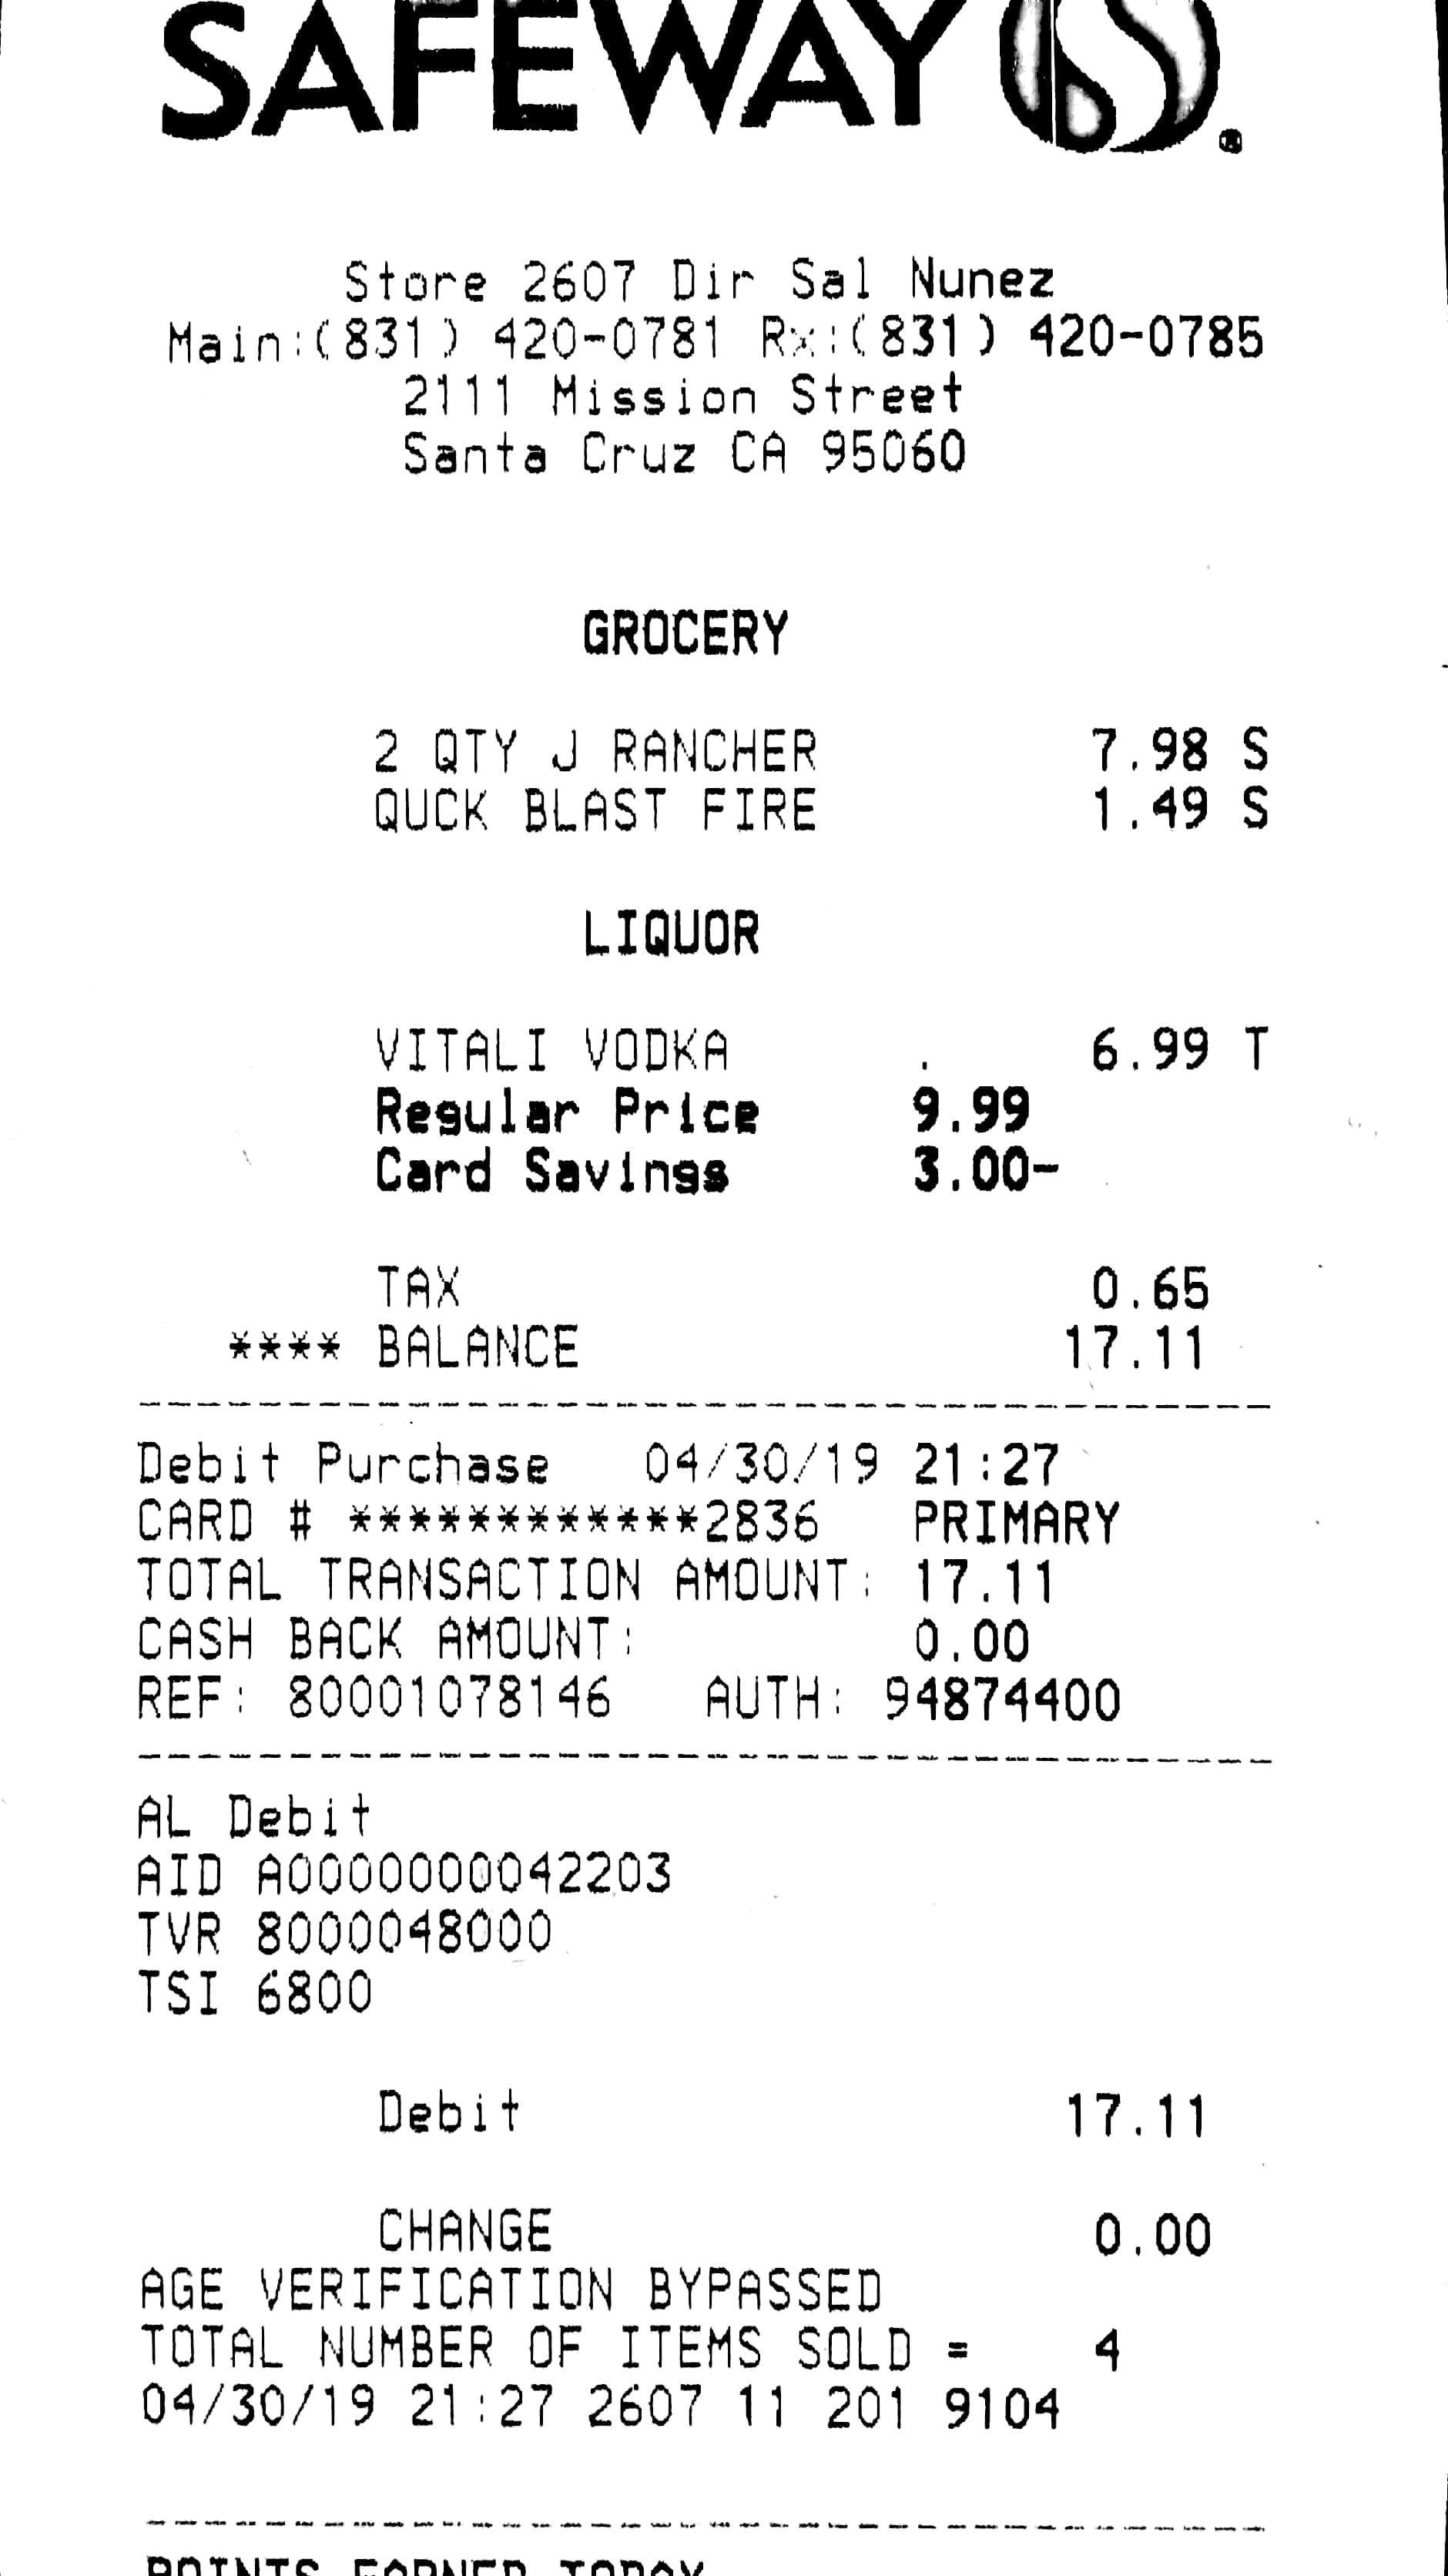 SAFEWAY
Store 2607 Dir Sal Nunez
Main:(831) 420-0781 Rx:(831) 420-0785
2111 Mission Street
Santa Cruz CA 95060
GROCERY
2 QTY J RANCHER 7.98 S
QUCK BLAST FIRE 1.49 S
LIQUOR
VITALI VODKA 6.99 T
Regular Price 9.99
Card Savings 3.00-
TAX 0.65
**** BALANCE 17.11
Debit Purchase 04/30/19 21:27
CARD # ************2836 PRIMARY
TOTAL TRANSACTION AMOUNT: 17.11
CASH BACK AMOUNT: 0.00
REF: 80001078146 AUTH: 94874400
AL Debit
AID A0000000042203
TVR 8000048000
TSI 6800
Debit 17.11
CHANGE 0.00
AGE VERIFICATION BYPASSED
TOTAL NUMBER OF ITEMS SOLD = 4
04/30/19 21:27 2607 11 201 9104
POINTS EARNED TODAY